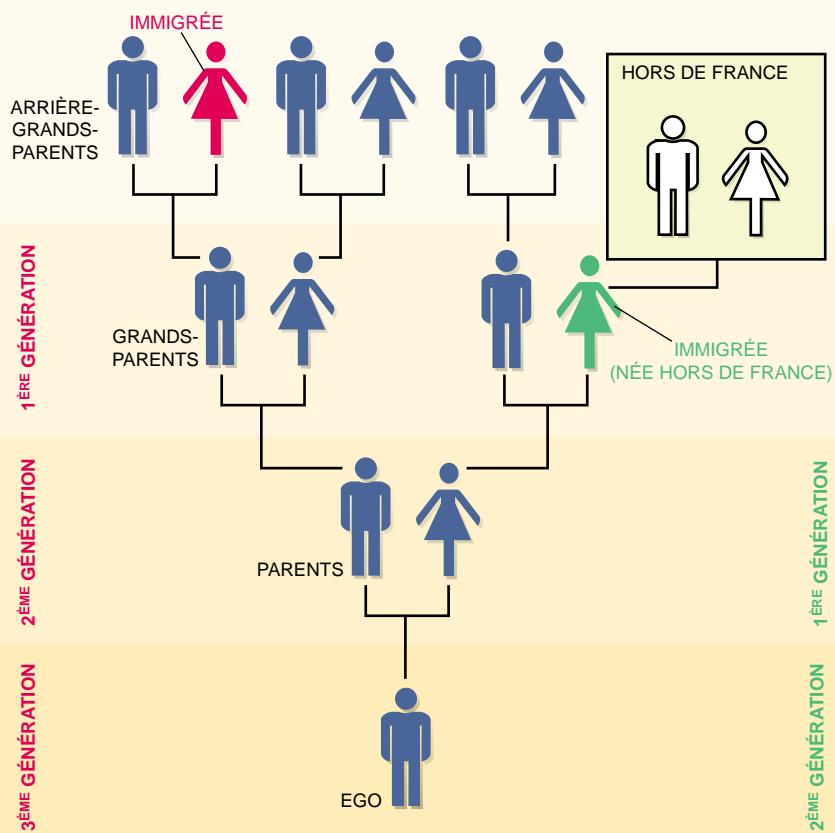 IMMIGRÉE
HORS DE FRANCE
ARRIÈRE-
GRANDS-
PARENTS
1ÈRE GÉNÉRATION
GRANDS-
PARENTS
IMMIGRÉE
(NÉE HORS DE FRANCE)
2ÈME GÉNÉRATION
PARENTS
1ÈRE GÉNÉRATION
3ÈME GÉNÉRATION
EGO
2ÈME GÉNÉRATION